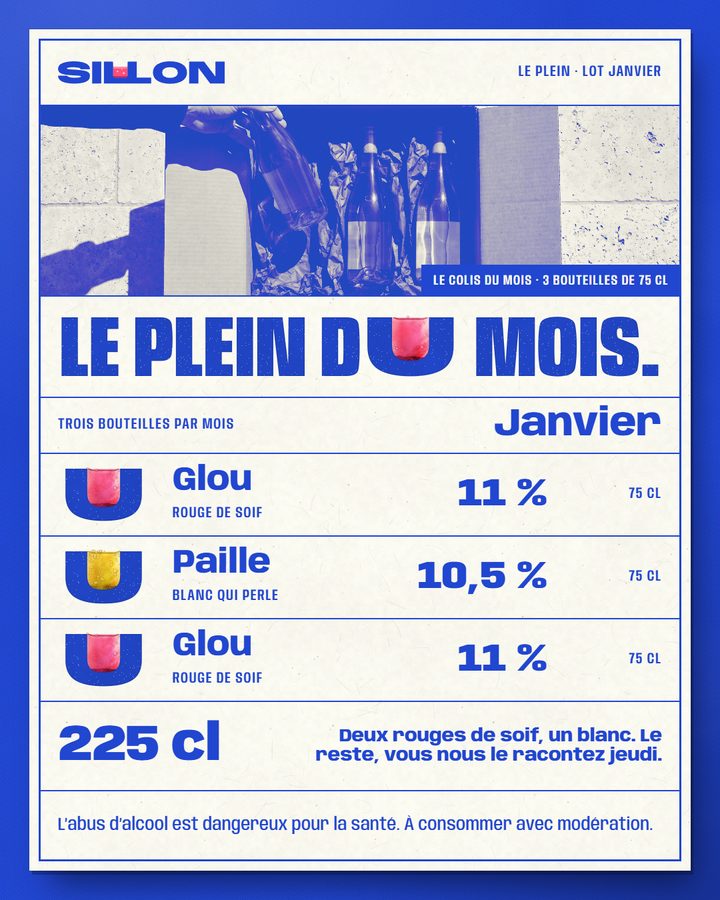 SILLON
LE PLEIN · LOT JANVIER
LE COLIS DU MOIS · 3 BOUTEILLES DE 75 CL
LE PLEIN DU MOIS.
TROIS BOUTEILLES PAR MOIS
Janvier
Glou
ROUGE DE SOIF
11 %
75 CL
Paille
BLANC QUI PERLE
10,5 %
75 CL
Glou
ROUGE DE SOIF
11 %
75 CL
225 cl
Deux rouges de soif, un blanc. Le
reste, vous nous le racontez jeudi.
L'abus d'alcool est dangereux pour la santé. À consommer avec modération.